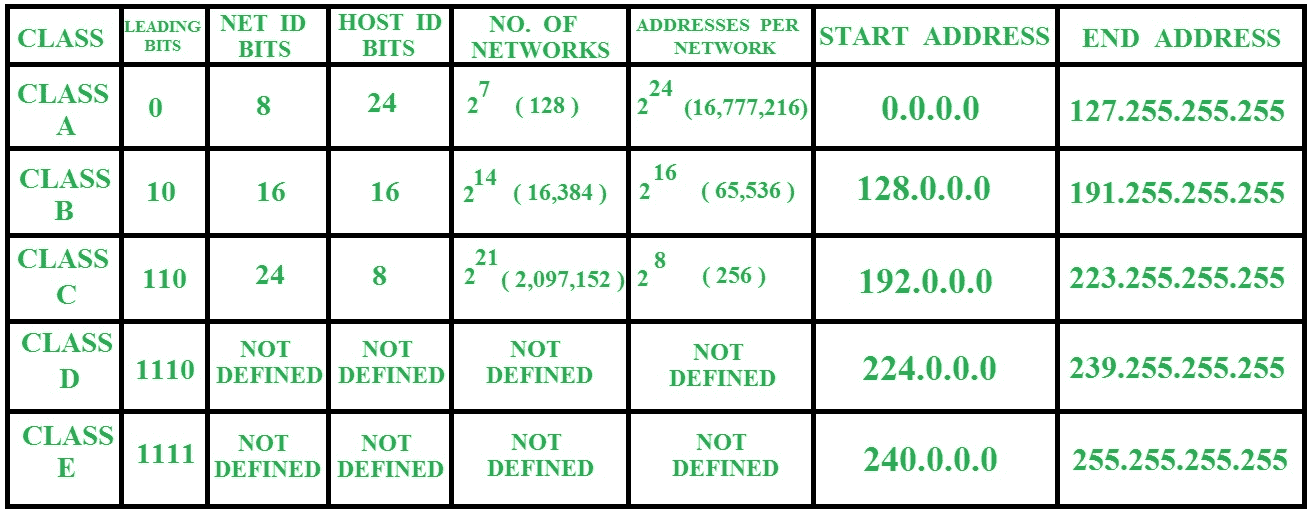 CLASS LEADING BITS NET ID BITS HOST ID BITS NO. OF NETWORKS ADDRESSES PER NETWORK START ADDRESS END ADDRESS
CLASS A 0 8 24 2^7 ( 128 ) 2^24 (16,777,216) 0.0.0.0 127.255.255.255
CLASS B 10 16 16 2^14 ( 16,384 ) 2^16 ( 65,536 ) 128.0.0.0 191.255.255.255
CLASS C 110 24 8 2^21 ( 2,097,152 ) 2^8 ( 256 ) 192.0.0.0 223.255.255.255
CLASS D 1110 NOT DEFINED NOT DEFINED NOT DEFINED NOT DEFINED 224.0.0.0 239.255.255.255
CLASS E 1111 NOT DEFINED NOT DEFINED NOT DEFINED NOT DEFINED 240.0.0.0 255.255.255.255